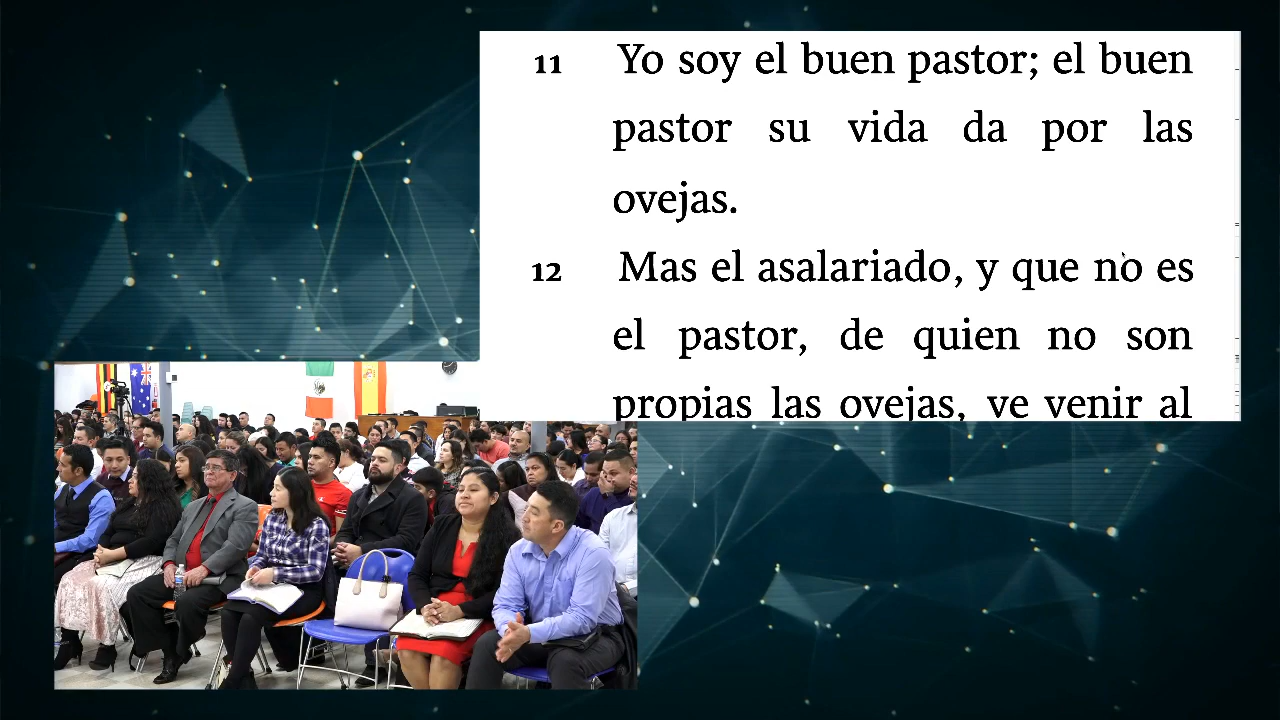 11 Yo soy el buen pastor; el buen
pastor su vida da por las
ovejas.
12 Mas el asalariado, y que no es
el pastor, de quien no son
propias las ovejas, ve venir al